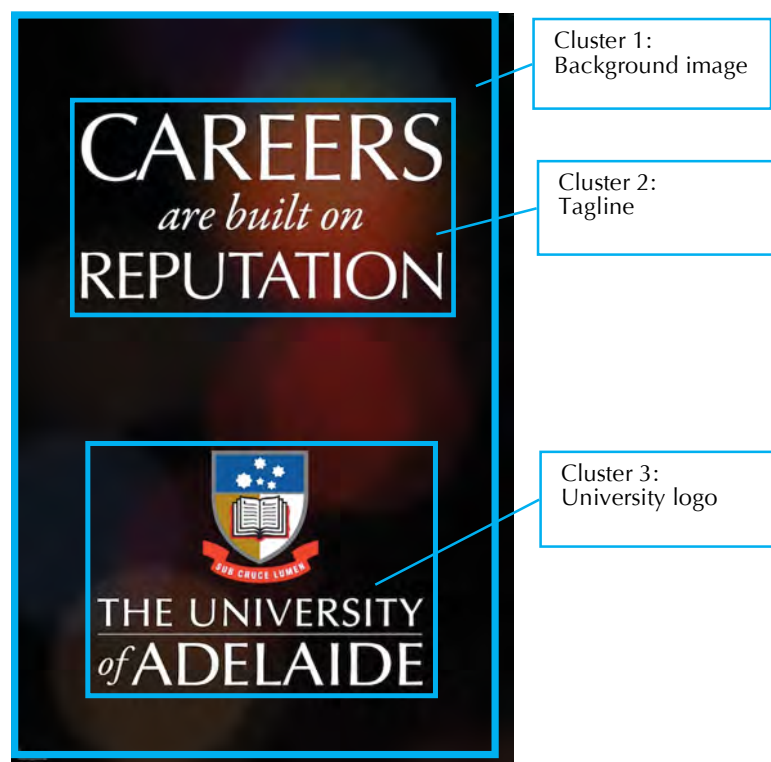 CAREERS
are built on
REPUTATION
SUB CRUCE LUMEN
THE UNIVERSITY
of ADELAIDE
Cluster 1:
Background image
Cluster 2:
Tagline
Cluster 3:
University logo